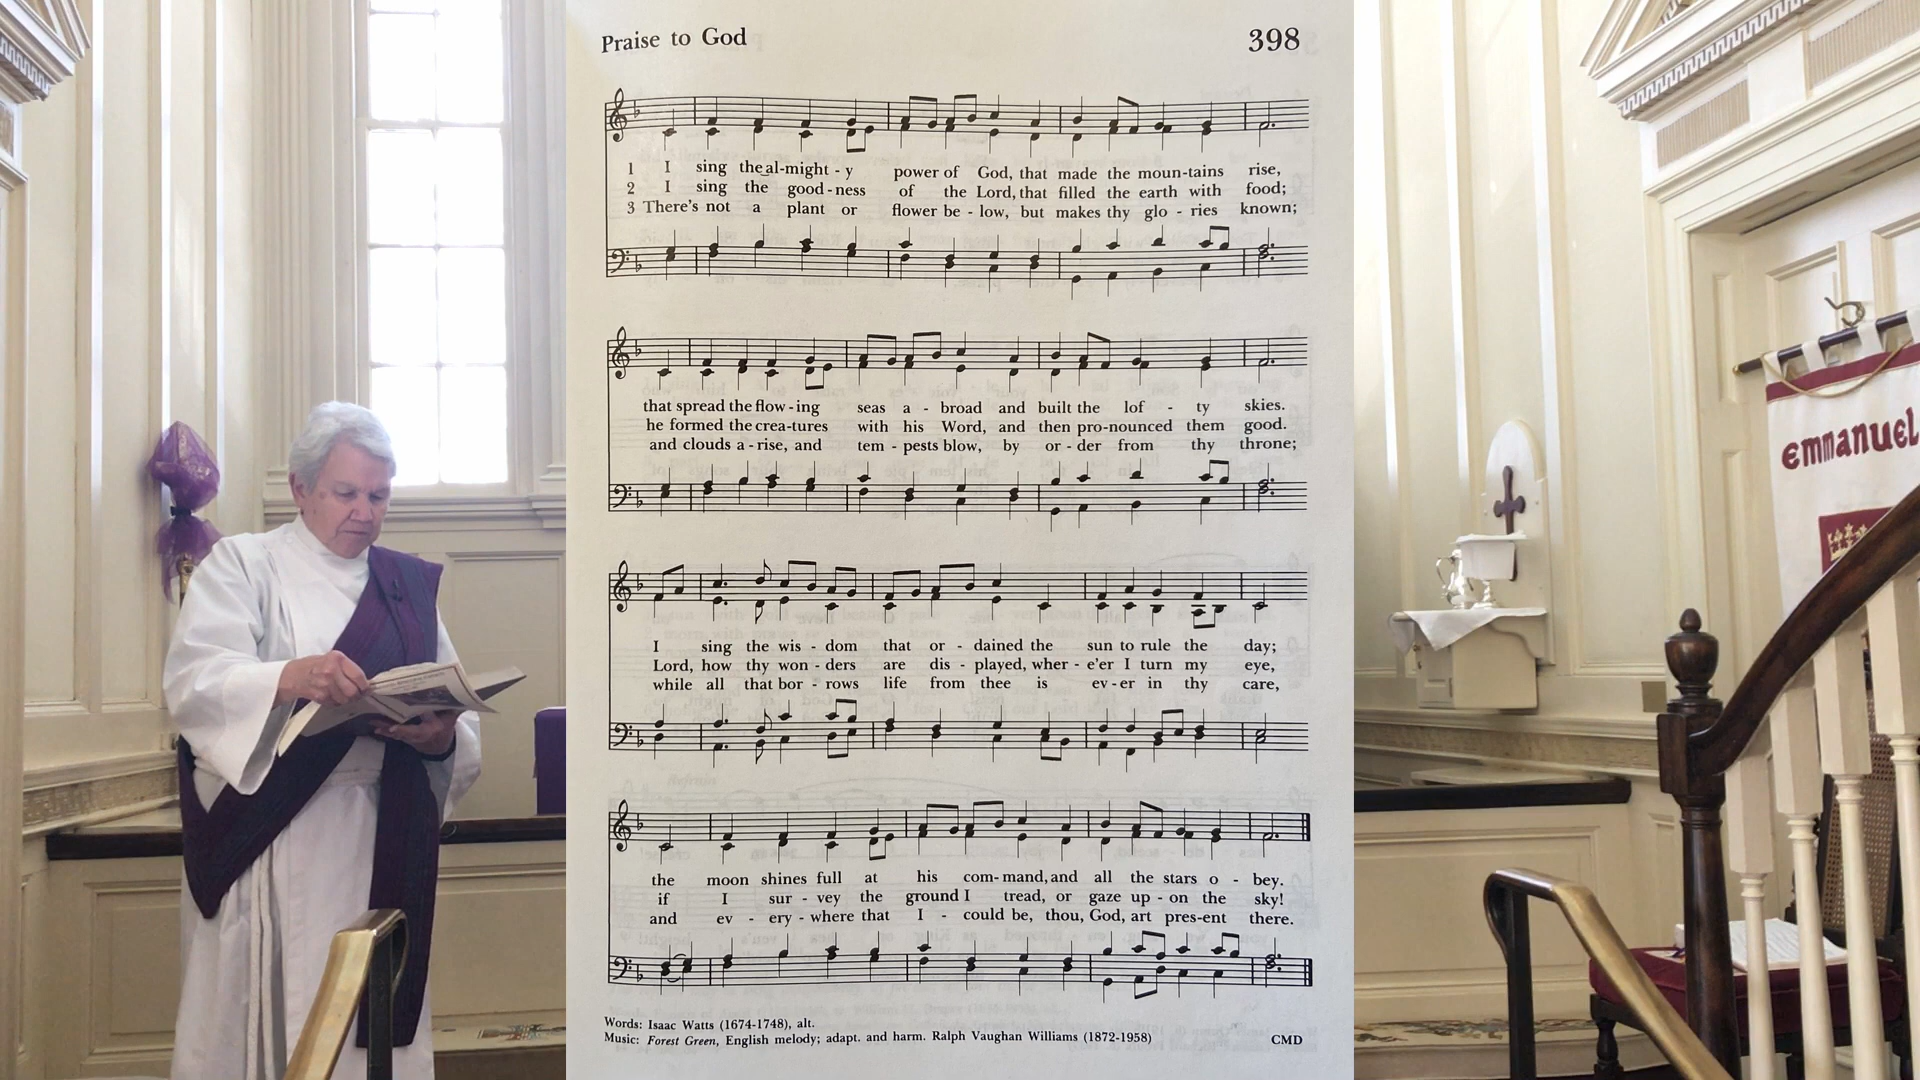 Praise to God
398
1 I sing the al-might-y power of God, that made the moun-tains rise,
2 I sing the good-ness of the Lord, that filled the earth with food;
3 There's not a plant or flower be-low, but makes thy glo-ries known;
that spread the flow-ing seas a-broad and built the lof-ty skies.
he formed the crea-tures with his Word, and then pro-nounced them good.
and clouds a-rise, and tem-pests blow, by or-der from thy throne;
I sing the wis-dom that or-dained the sun to rule the day;
Lord, how thy won-ders are dis-played, wher-e'er I turn my eye,
while all that bor-rows life from thee is ev-er in thy care,
the moon shines full at his com-mand, and all the stars o-bey.
if I sur-vey the ground I tread, or gaze up-on the sky!
and ev-ery-where that I - could be, thou, God, art pres-ent there.
Words: Isaac Watts (1674-1748), alt.
Music: Forest Green, English melody; adapt. and harm. Ralph Vaughan Williams (1872-1958)
CMD
emmanuel